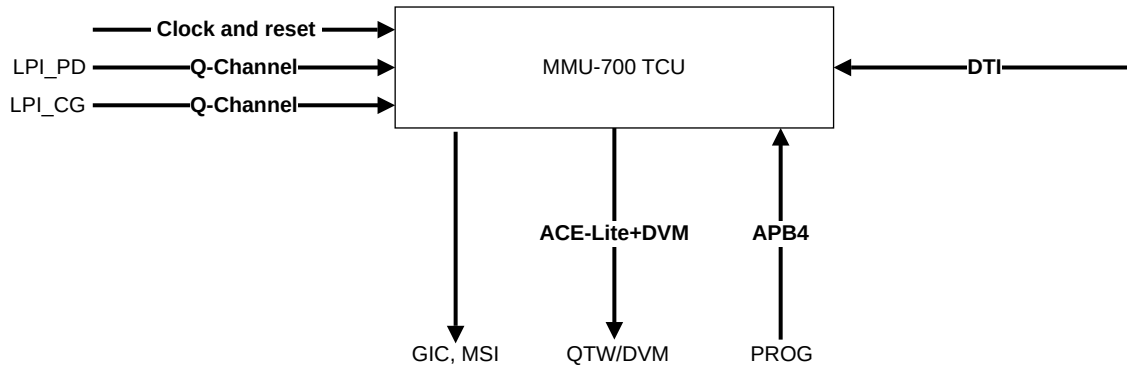 Clock and reset
LPI_PD Q-Channel MMU-700 TCU DTI
LPI_CG Q-Channel
ACE-Lite+DVM APB4
GIC, MSI QTW/DVM PROG